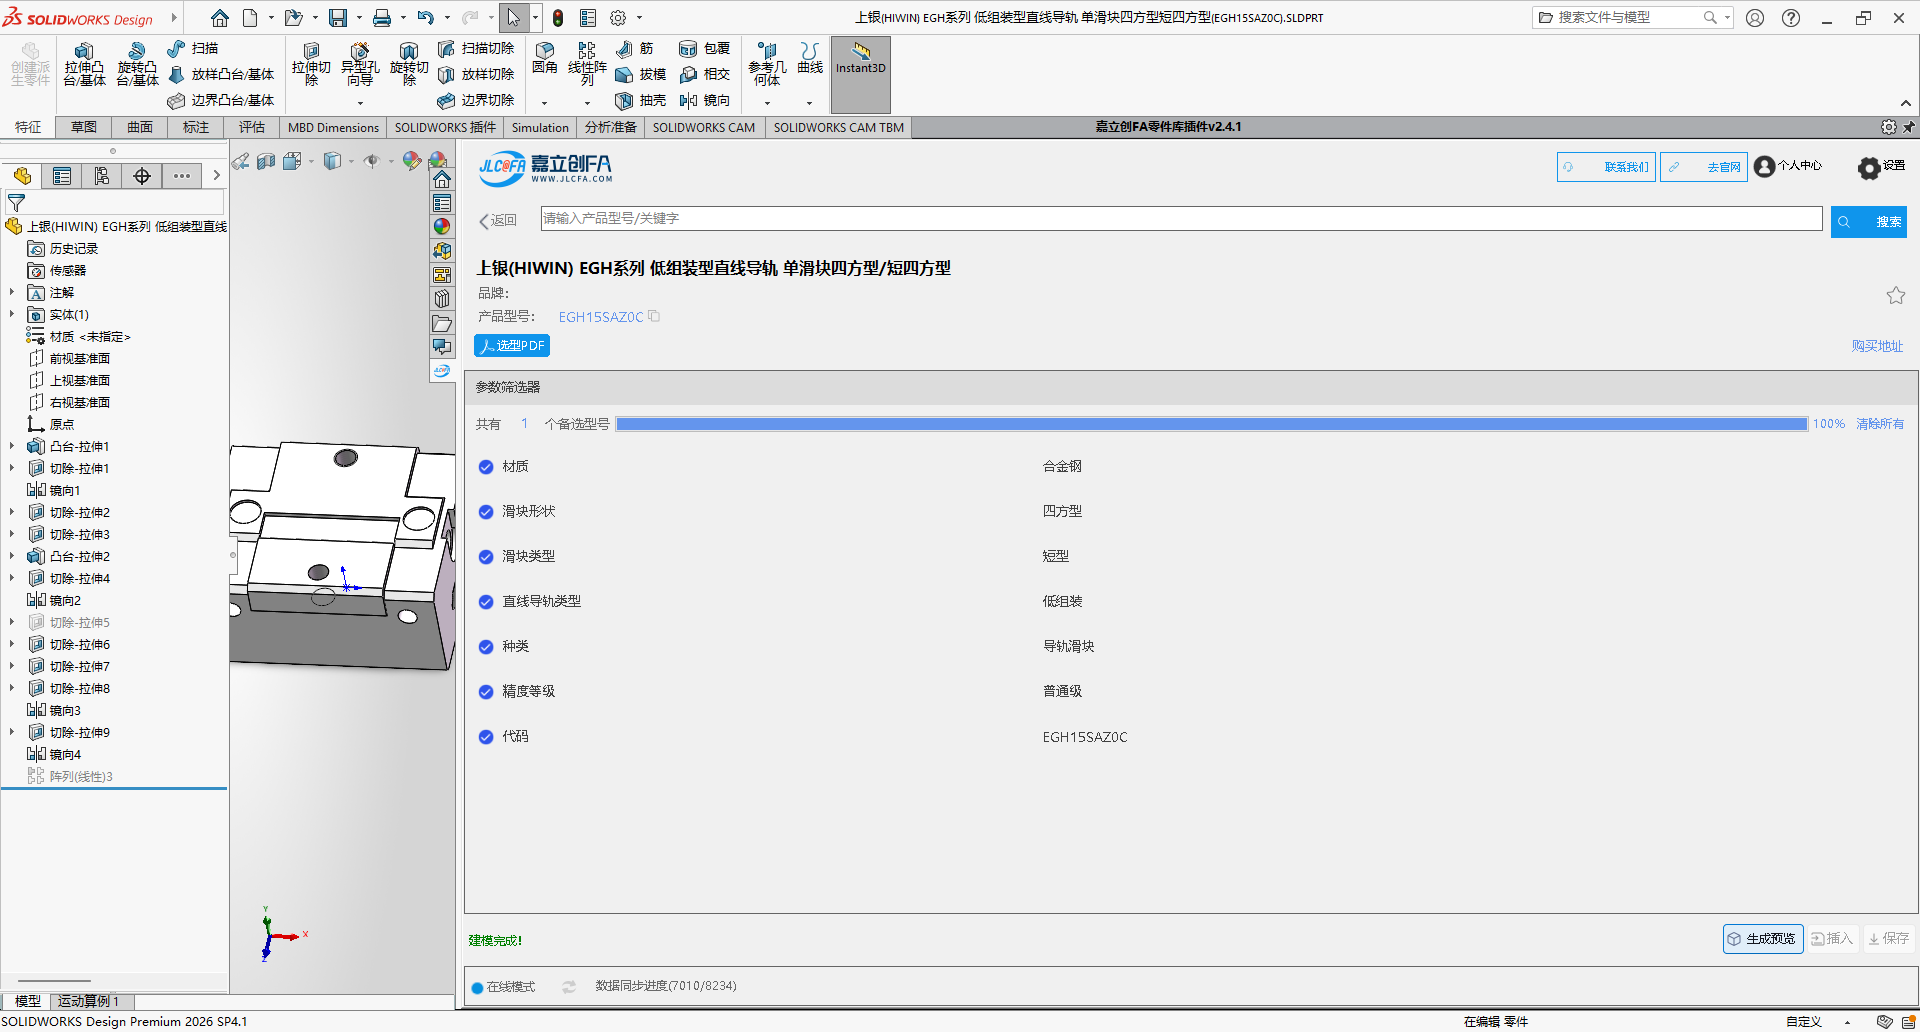 SOLIDWORKS Design
上银(HIWIN) EGH系列 低组装型直线导轨 单滑块四方型短四方型(EGH15SAZ0C).SLDPRT
搜索文件与模型
创建派生零件
拉伸凸台/基体
旋转凸台/基体
扫描
放样凸台/基体
边界凸台/基体
拉伸切除
异型孔向导
旋转切除
扫描切除
放样切除
边界切除
圆角
线性阵列
筋
拔模
抽壳
包覆
相交
镜向
参考几何体
曲线
Instant3D
特征
草图
曲面
标注
评估
MBD Dimensions
SOLIDWORKS 插件
Simulation
分析准备
SOLIDWORKS CAM
SOLIDWORKS CAM TBM
嘉立创FA零件库插件v2.4.1
上银(HIWIN) EGH系列 低组装型直线
历史记录
传感器
注解
实体(1)
材质 <未指定>
前视基准面
上视基准面
右视基准面
原点
凸台-拉伸1
切除-拉伸1
镜向1
切除-拉伸2
切除-拉伸3
凸台-拉伸2
切除-拉伸4
镜向2
切除-拉伸5
切除-拉伸6
切除-拉伸7
切除-拉伸8
镜向3
切除-拉伸9
镜向4
阵列(线性)3
Y
X
Z
JLC@FA 嘉立创FA
WWW.JLCFA.COM
联系我们
去官网
个人中心
设置
返回
请输入产品型号/关键字
搜索
上银(HIWIN) EGH系列 低组装型直线导轨 单滑块四方型/短四方型
品牌：
产品型号： EGH15SAZ0C
选型PDF
购买地址
参数筛选器
共有 1 个备选型号 100% 清除所有
材质 合金钢
滑块形状 四方型
滑块类型 短型
直线导轨类型 低组装
种类 导轨滑块
精度等级 普通级
代码 EGH15SAZ0C
建模完成!
生成预览
插入
保存
在线模式
数据同步进度(7010/8234)
模型
运动算例 1
SOLIDWORKS Design Premium 2026 SP4.1
在编辑 零件
自定义